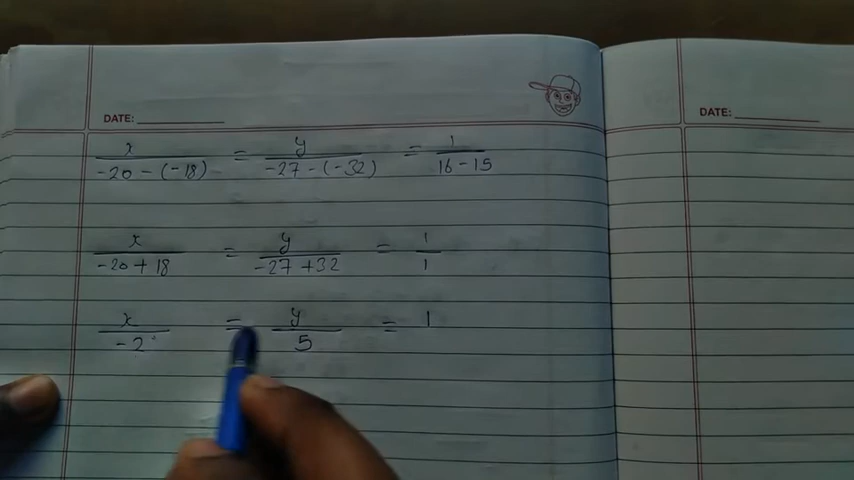 DATE: DATE:
x/(-20-(-18)) = y/(-27-(-32)) = 1/(16-15)
x/(-20+18) = y/(-27+32) = 1/1
x/-2 = y/5 = 1